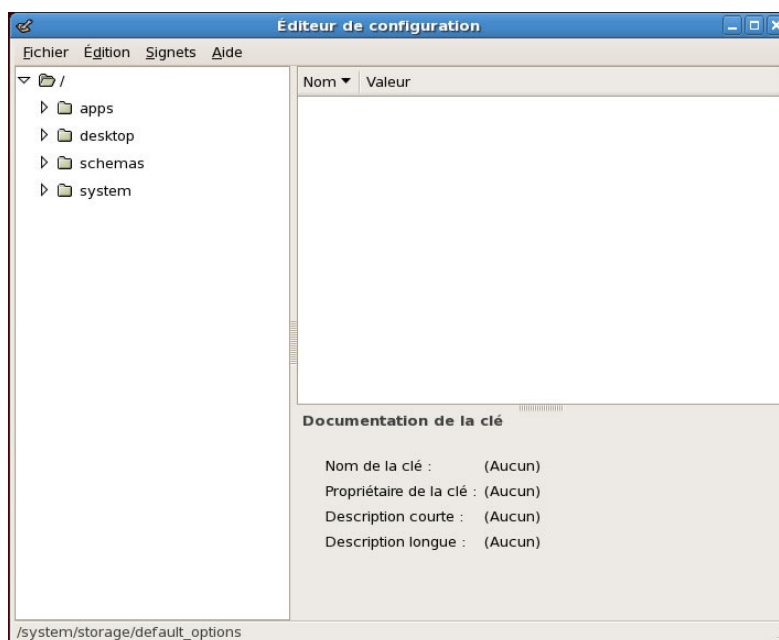 Éditeur de configuration
Fichier Édition Signets Aide
/
apps
desktop
schemas
system
Nom Valeur
Documentation de la clé
Nom de la clé : (Aucun)
Propriétaire de la clé : (Aucun)
Description courte : (Aucun)
Description longue : (Aucun)
/system/storage/default_options